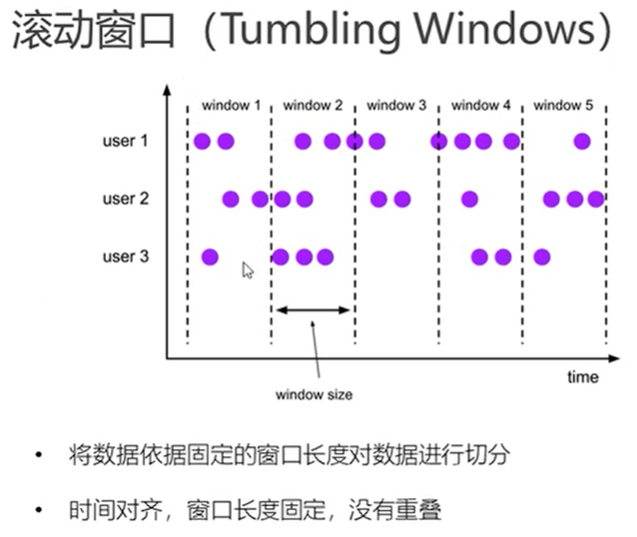 滚动窗口（Tumbling Windows）
window 1 window 2 window 3 window 4 window 5
user 1
user 2
user 3
time
window size
• 将数据依据固定的窗口长度对数据进行切分
• 时间对齐，窗口长度固定，没有重叠